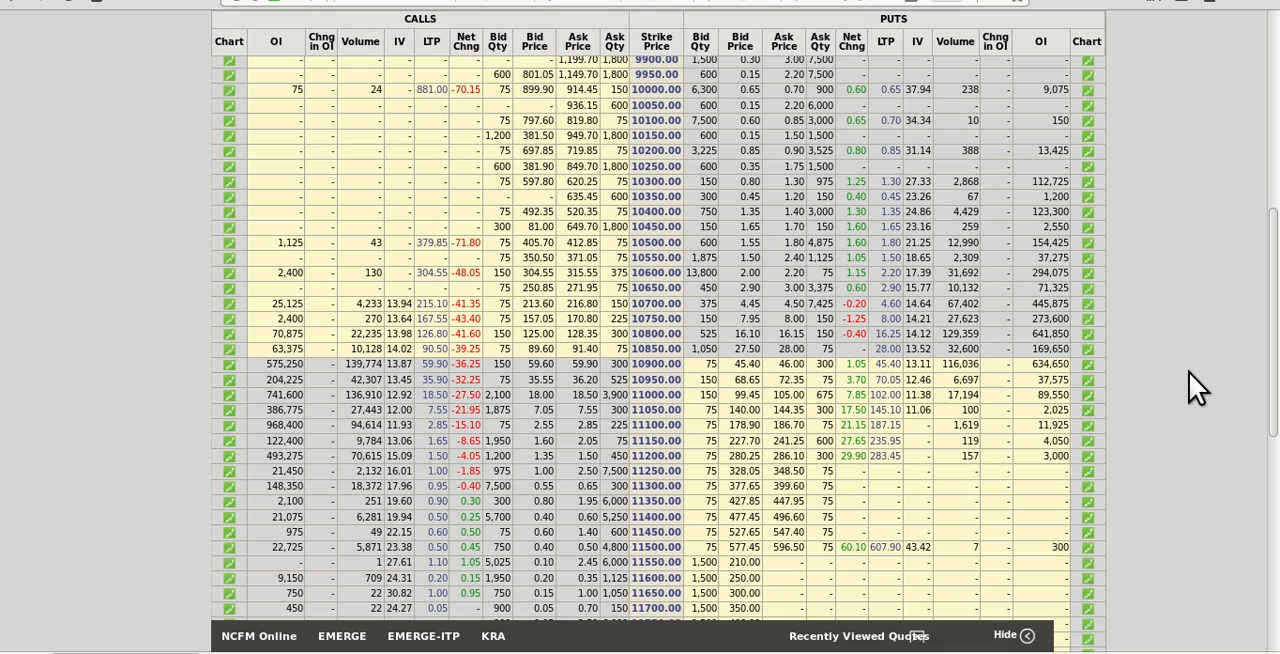 CALLS PUTS
Chart OI Chng in OI Volume IV LTP Net Chng Bid Qty Bid Price Ask Price Ask Qty Strike Price Bid Qty Bid Price Ask Price Ask Qty Net Chng LTP IV Volume Chng in OI OI Chart
- - - - - - - - 1,199.70 1,800 9900.00 1,500 0.30 3.00 7,500 - - - - - -
- - - - - - 600 801.05 1,149.70 1,800 9950.00 600 0.15 2.20 7,500 - - - - - -
75 - 24 - 881.00 -70.15 75 899.90 914.45 150 10000.00 6,300 0.65 0.70 900 0.60 0.65 37.94 238 - 9,075
- - - - - - - - 936.15 600 10050.00 600 0.15 2.20 6,000 - - - - - -
- - - - - - 75 797.60 819.80 75 10100.00 7,500 0.60 0.85 3,000 0.65 0.70 34.34 10 - 150
- - - - - - 1,200 381.50 949.70 1,800 10150.00 600 0.15 1.50 1,500 - - - - - -
- - - - - - 75 697.85 719.85 75 10200.00 3,225 0.85 0.90 3,525 0.80 0.85 31.14 388 - 13,425
- - - - - - 600 381.90 849.70 1,800 10250.00 600 0.35 1.75 1,500 - - - - - -
- - - - - - 75 597.80 620.25 75 10300.00 150 0.80 1.30 975 1.25 1.30 27.33 2,868 - 112,725
- - - - - - - - 635.45 600 10350.00 300 0.45 1.20 150 0.40 0.45 23.26 67 - 1,200
- - - - - - 75 492.35 520.35 75 10400.00 750 1.35 1.40 3,000 1.30 1.35 24.86 4,429 - 123,300
- - - - - - 300 81.00 649.70 1,800 10450.00 150 1.65 1.70 150 1.60 1.65 23.16 259 - 2,550
1,125 - 43 - 379.85 -71.80 75 405.70 412.85 75 10500.00 600 1.55 1.80 4,875 1.60 1.80 21.25 12,990 - 154,425
- - - - - - 75 350.50 371.05 75 10550.00 1,875 1.50 2.40 1,125 1.05 1.50 18.65 2,309 - 37,275
2,400 - 130 - 304.55 -48.05 150 304.55 315.55 375 10600.00 13,800 2.00 2.20 75 1.15 2.20 17.39 31,692 - 294,075
- - - - - - 75 250.85 271.95 75 10650.00 450 2.90 3.00 3,375 0.60 2.90 15.77 10,132 - 71,325
25,125 - 4,233 13.94 215.10 -41.35 75 213.60 216.80 150 10700.00 375 4.45 4.50 7,425 -0.20 4.60 14.64 67,402 - 445,875
2,400 - 270 13.64 167.55 -43.40 75 157.05 170.80 225 10750.00 150 7.95 8.00 150 -1.25 8.00 14.21 27,623 - 273,600
70,875 - 22,235 13.98 126.80 -41.60 150 125.00 128.35 300 10800.00 525 16.10 16.15 150 -0.40 16.25 14.12 129,359 - 641,850
63,375 - 10,128 14.02 90.50 -39.25 75 89.60 91.40 75 10850.00 1,050 27.50 28.00 75 - 28.00 13.52 32,600 - 169,650
575,250 - 139,774 13.87 59.90 -36.25 150 59.60 59.90 300 10900.00 75 45.40 46.00 300 1.05 45.40 13.11 116,036 - 634,650
204,225 - 42,307 13.45 35.90 -32.25 75 35.55 36.20 525 10950.00 150 68.65 72.35 75 3.70 70.05 12.46 6,697 - 37,575
741,600 - 136,910 12.92 18.50 -27.50 2,100 18.00 18.50 3,900 11000.00 150 99.45 105.00 675 7.85 102.00 11.38 17,194 - 89,550
386,775 - 27,443 12.00 7.55 -21.95 1,875 7.05 7.55 300 11050.00 75 140.00 144.35 300 17.50 145.10 11.06 100 - 2,025
968,400 - 94,614 11.93 2.85 -15.10 75 2.55 2.85 225 11100.00 75 178.90 186.70 75 21.15 187.15 - 1,619 - 11,925
122,400 - 9,784 13.06 1.65 -8.65 1,950 1.60 2.05 75 11150.00 75 227.70 241.25 600 27.65 235.95 - 119 - 4,050
493,275 - 70,615 15.09 1.50 -4.05 1,200 1.35 1.50 450 11200.00 75 280.25 286.10 300 29.90 283.45 - 157 - 3,000
21,450 - 2,132 16.01 1.00 -1.85 975 1.00 2.50 7,500 11250.00 75 328.05 348.50 75 - - - - - -
148,350 - 18,372 17.96 0.95 -0.40 7,500 0.55 0.65 300 11300.00 75 377.65 399.60 75 - - - - - -
2,100 - 251 19.60 0.90 0.30 300 0.80 1.95 6,000 11350.00 75 427.85 447.95 75 - - - - - -
21,075 - 6,281 19.94 0.50 0.25 5,700 0.40 0.60 5,250 11400.00 75 477.45 496.60 75 - - - - - -
975 - 49 22.15 0.60 0.50 75 0.60 1.40 600 11450.00 75 527.65 547.40 75 - - - - - -
22,725 - 5,871 23.38 0.50 0.45 750 0.40 0.50 4,800 11500.00 75 577.45 596.50 75 60.10 607.90 43.42 7 - 300
- - 1 27.61 1.10 1.05 5,025 0.10 2.45 6,000 11550.00 1,500 210.00 - - - - - - - -
9,150 - 709 24.31 0.20 0.15 1,950 0.20 0.35 1,125 11600.00 1,500 250.00 - - - - - - - -
750 - 22 30.82 1.00 0.95 750 0.15 1.00 1,050 11650.00 1,500 300.00 - - - - - - - -
450 - 22 24.27 0.05 - 900 0.05 0.70 150 11700.00 1,500 350.00 - - - - - - - -
NCFM Online EMERGE EMERGE-ITP KRA Recently Viewed Quotes Hide